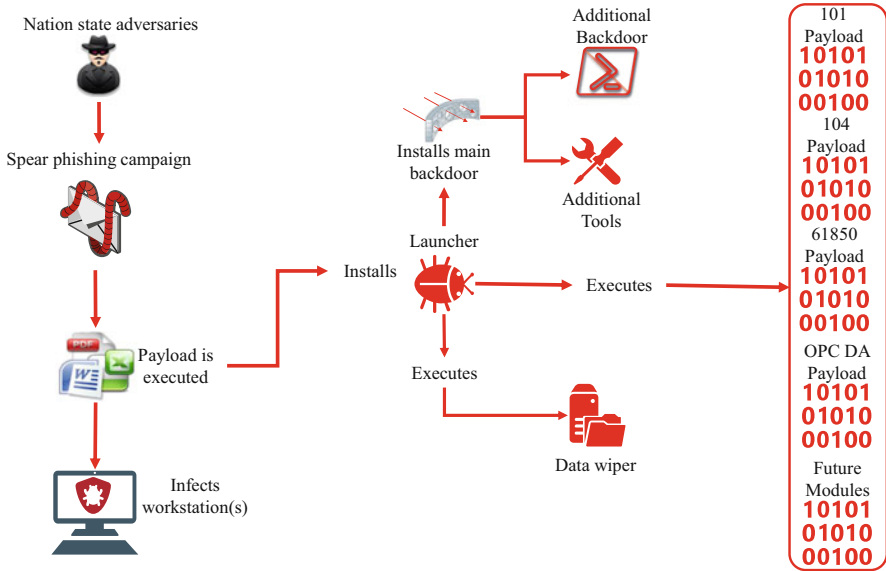 Nation state adversaries
Spear phishing campaign
PDF
W
X
Payload is
executed
Infects
workstation(s)
Installs
Launcher
Installs main
backdoor
Additional
Backdoor
Additional
Tools
Executes
Executes
Data wiper
101
Payload
10101
01010
00100
104
Payload
10101
01010
00100
61850
Payload
10101
01010
00100
OPC DA
Payload
10101
01010
00100
Future
Modules
10101
01010
00100